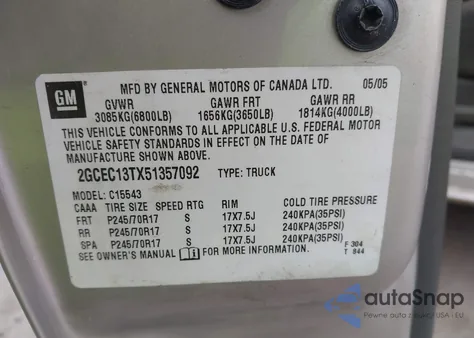 GM
MFD BY GENERAL MOTORS OF CANADA LTD. 05/05
GVWR GAWR FRT GAWR RR
3085KG(6800LB) 1656KG(3650LB) 1814KG(4000LB)
THIS VEHICLE CONFORMS TO ALL APPLICABLE U.S. FEDERAL MOTOR
VEHICLE SAFETY STANDARDS IN EFFECT ON THE DATE OF
MANUFACTURE SHOWN ABOVE.
2GCEC13TX51357092 TYPE: TRUCK
MODEL: C15543
CAAA TIRE SIZE SPEED RTG RIM COLD TIRE PRESSURE
FRT P245/70R17 S 17X7.5J 240KPA(35PSI)
RR P245/70R17 S 17X7.5J 240KPA(35PSI)
SPA P245/70R17 S 17X7.5J 240KPA(35PSI)
SEE OWNER'S MANUAL FOR MORE INFORMATION.
F 304
T 844
autoSnap
Pewne auto z USA i EU